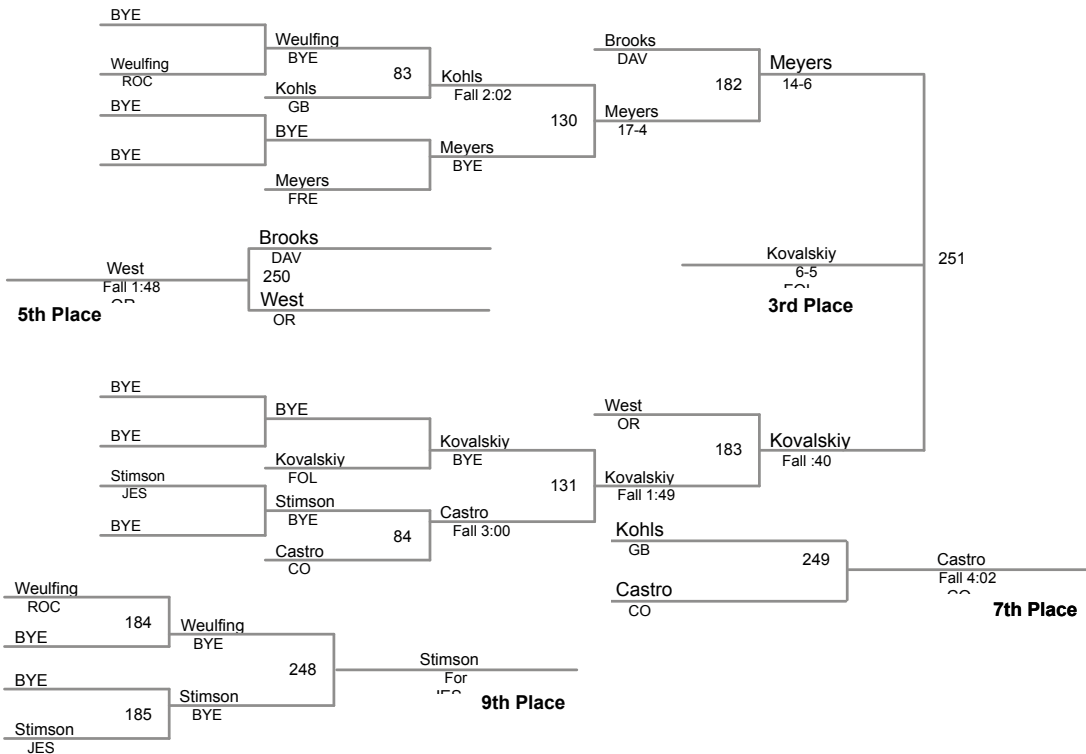 BYE
Weulfing
ROC
Weulfing
BYE
83
Kohls
GB
Kohls
Fall 2:02
BYE
BYE
BYE
Meyers
FRE
Meyers
BYE
130
Meyers
17-4
Brooks
DAV
182
Meyers
14-6
Brooks
DAV
250
West
OR
West
Fall 1:48
5th Place
Kovalskiy
6-5
3rd Place
251
BYE
BYE
BYE
Kovalskiy
FOL
Kovalskiy
BYE
Stimson
JES
BYE
Stimson
BYE
84
Castro
CO
Castro
Fall 3:00
131
Kovalskiy
Fall 1:49
West
OR
183
Kovalskiy
Fall :40
Kohls
GB
249
Castro
CO
Castro
Fall 4:02
7th Place
Weulfing
ROC
184
BYE
Weulfing
BYE
BYE
185
Stimson
JES
Stimson
BYE
248
Stimson
For
9th Place